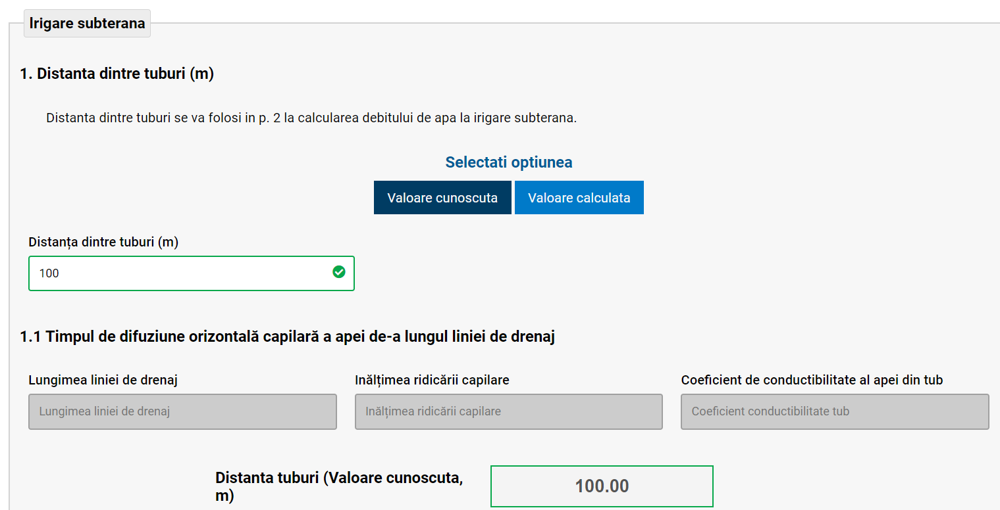 Irigare subterana
1. Distanta dintre tuburi (m)
Distanta dintre tuburi se va folosi in p. 2 la calcularea debitului de apa la irigare subterana.
Selectati optiunea
Valoare cunoscuta Valoare calculata
Distanța dintre tuburi (m)
100
1.1 Timpul de difuziune orizontală capilară a apei de-a lungul liniei de drenaj
Lungimea liniei de drenaj Inălțimea ridicării capilare Coeficient de conductibilitate al apei din tub
Lungimea liniei de drenaj Inălțimea ridicării capilare Coeficient conductibilitate tub
Distanta tuburi (Valoare cunoscuta,
m)
100.00